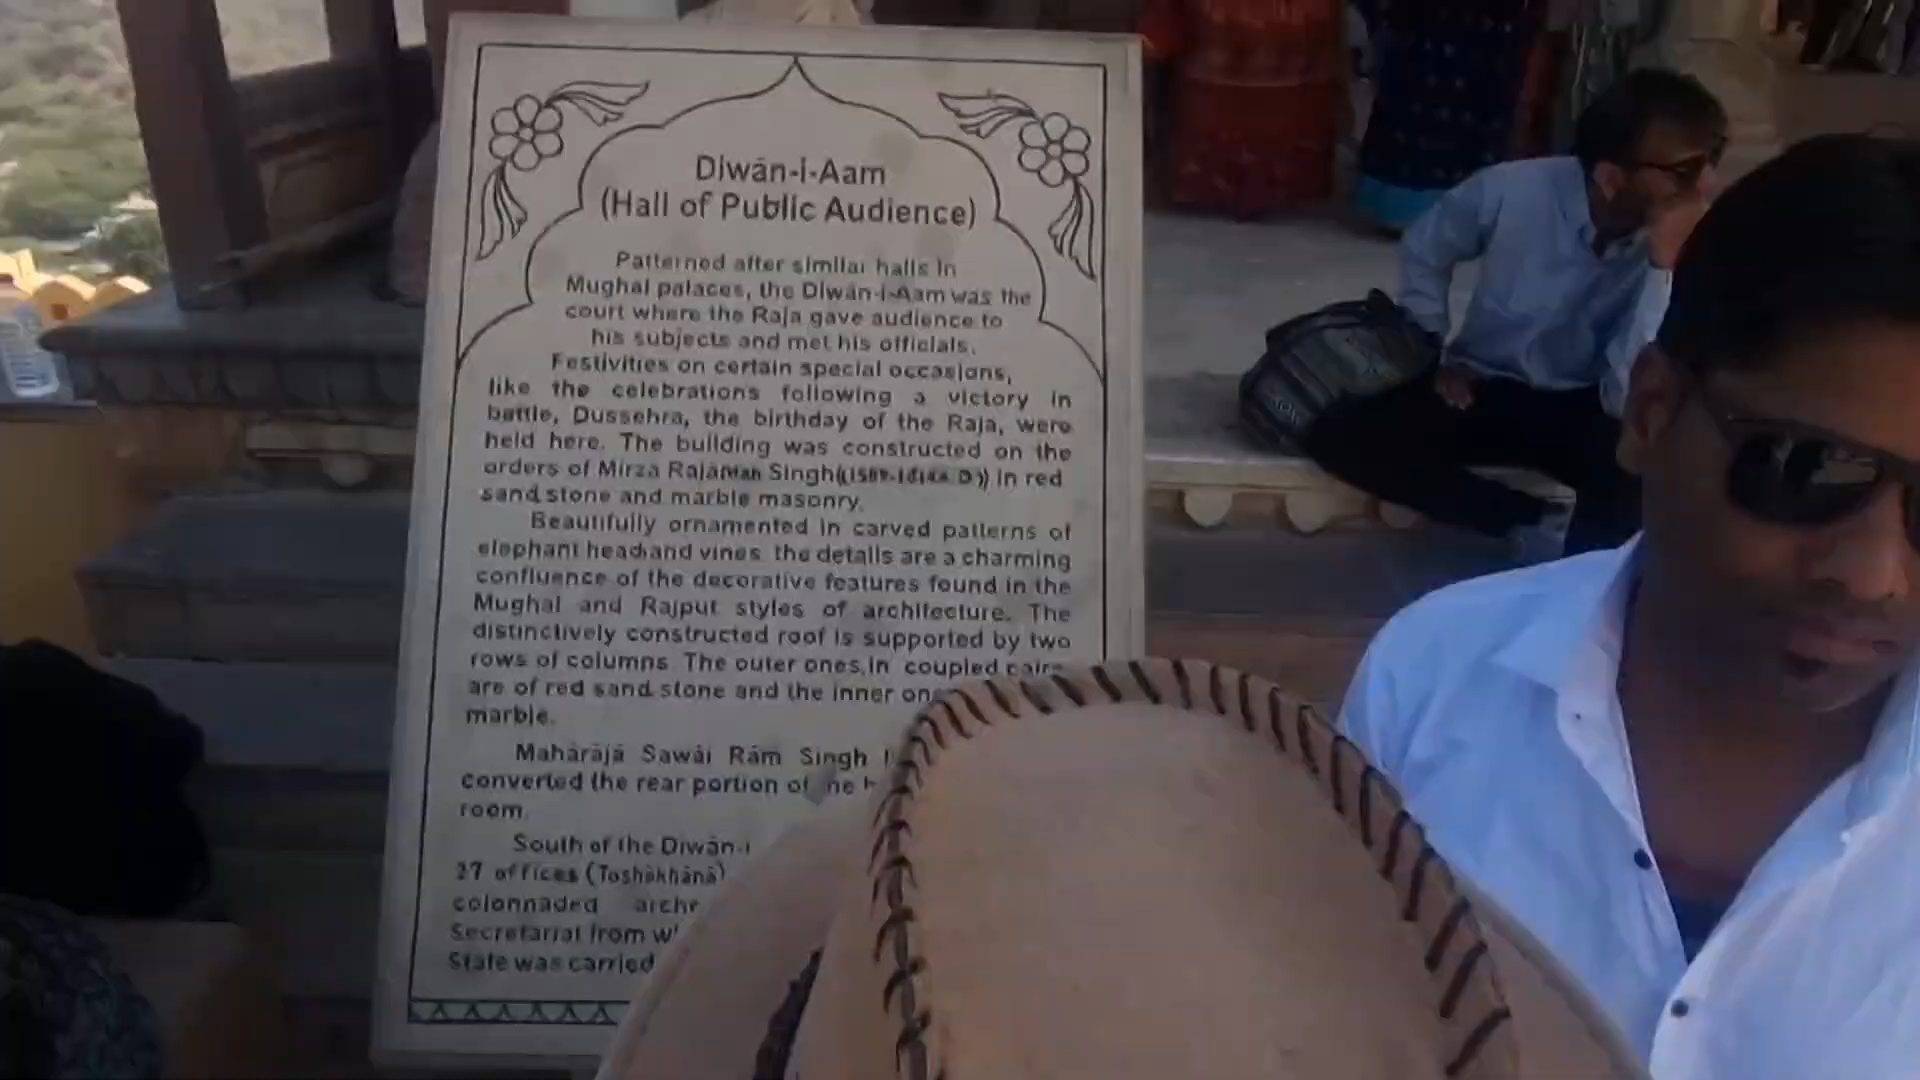 Diwān-i-Aam
(Hall of Public Audience)
Patterned after similar halls in
Mughal palaces, the Diwān-i-Aam was the
court where the Raja gave audience to
his subjects and met his officials.
Festivities on certain special occasions,
like the celebrations following a victory in
battle, Dussehra, the birthday of the Raja, were
held here. The building was constructed on the
orders of Mirza Rajā Man Singh in red
sand stone and marble masonry.
Beautifully ornamented in carved patterns of
elephant head and vines the details are a charming
confluence of the decorative features found in the
Mughal and Rajput styles of architecture. The
distinctively constructed roof is supported by two
rows of columns. The outer ones, in coupled pairs
are of red sand stone and the inner
marble.
Mahārājā Sawāi Rām Singh
converted the rear portion of
room.
South of the Diwān-i
27 offices (Toshākhānā)
colonnaded
Secretariat from
State was carried